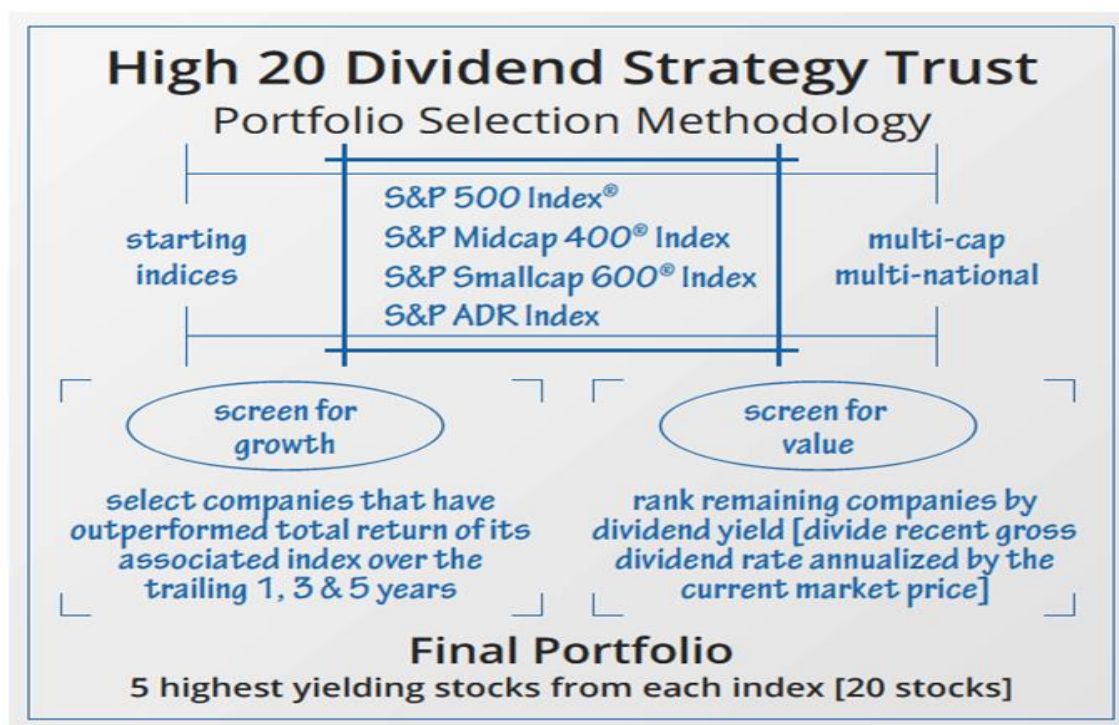 High 20 Dividend Strategy Trust
Portfolio Selection Methodology
starting
indices
S&P 500 Index®
S&P Midcap 400® Index
S&P Smallcap 600® Index
S&P ADR Index
multi-cap
multi-national
screen for
growth
select companies that have
outperformed total return of its
associated index over the
trailing 1, 3 & 5 years
screen for
value
rank remaining companies by
dividend yield [divide recent gross
dividend rate annualized by the
current market price]
Final Portfolio
5 highest yielding stocks from each index [20 stocks]